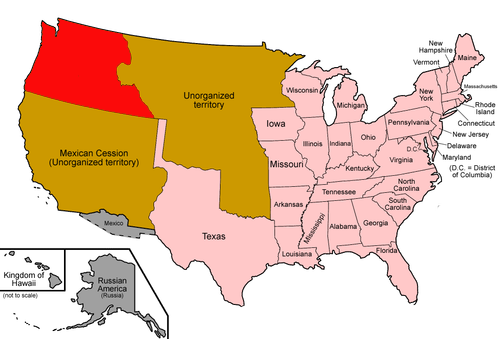 New
Hampshire
Vermont
Maine
Massachusetts
Rhode
Island
Connecticut
New Jersey
Delaware
Maryland
(D.C. = District
of Columbia)
D.C.
Wisconsin
Michigan
New
York
Pennsylvania
Unorganized
territory
Iowa
Illinois
Indiana
Ohio
Mexican Cession
(Unorganized territory)
Missouri
Kentucky
Virginia
Tennessee
North
Carolina
South
Carolina
Arkansas
Mississippi
Alabama
Georgia
Texas
Louisiana
Florida
Mexico
Kingdom of
Hawaii
(not to scale)
Russian
America
(Russia)